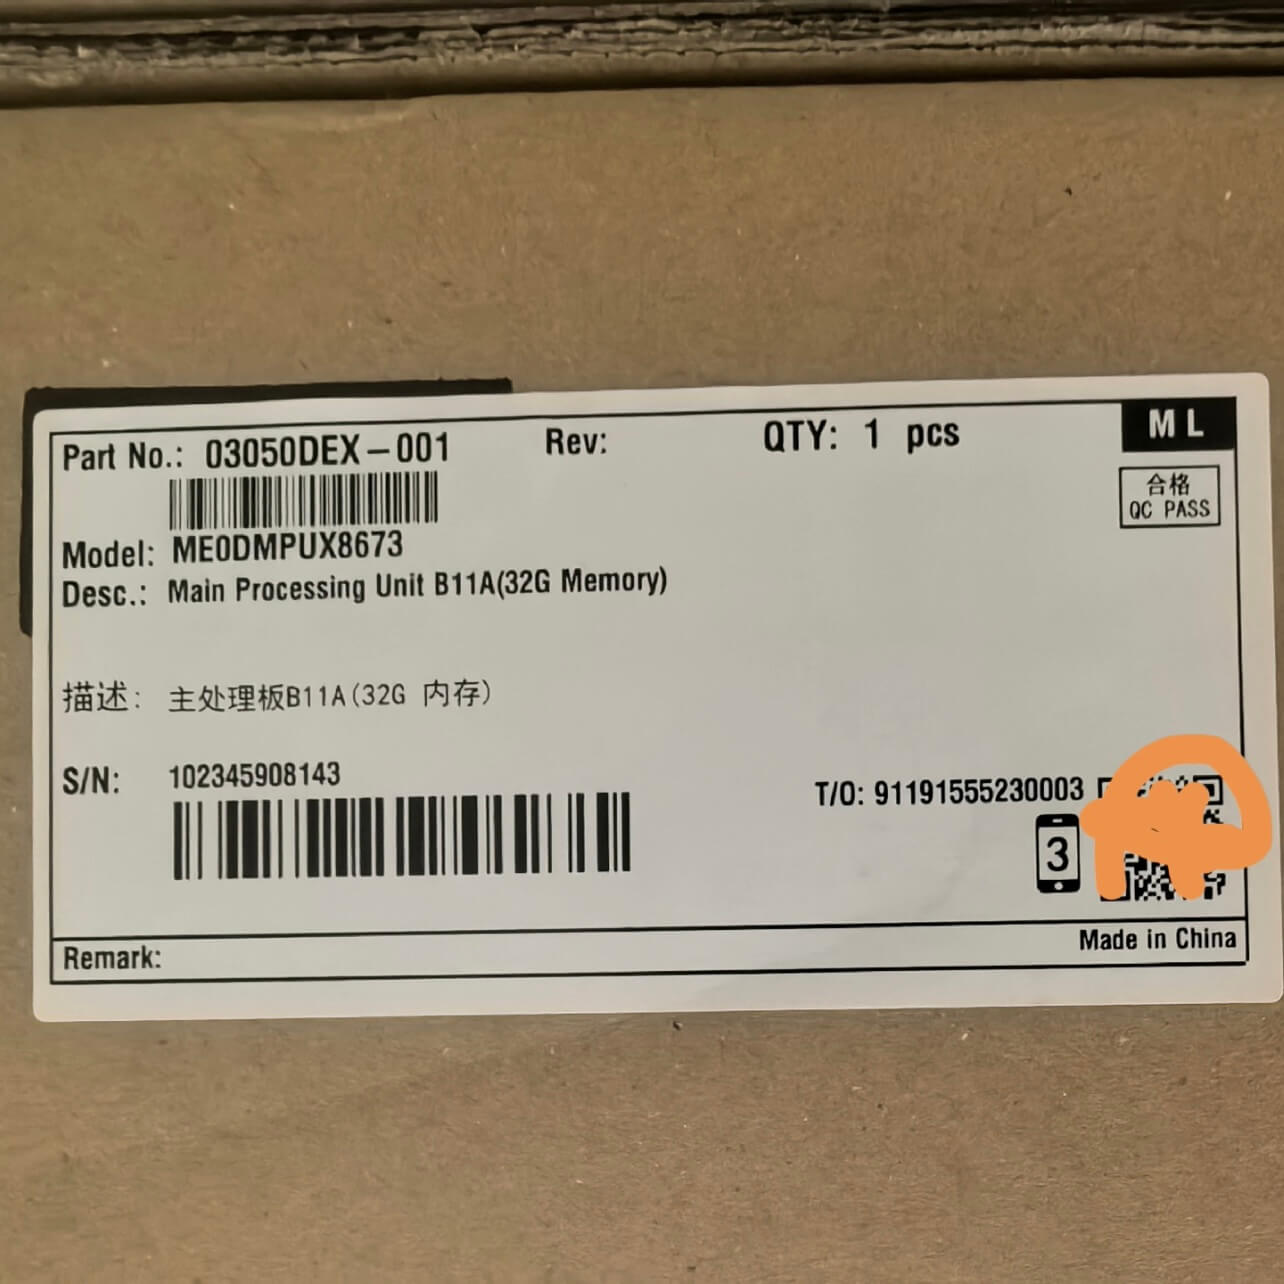 Part No.: 03050DEX-001 Rev: QTY: 1 pcs ML
合格
QC PASS
Model: ME0DMPUX8673
Desc.: Main Processing Unit B11A(32G Memory)
描述: 主处理板B11A(32G 内存)
S/N: 102345908143
T/O: 91191555230003
3
Made in China
Remark: